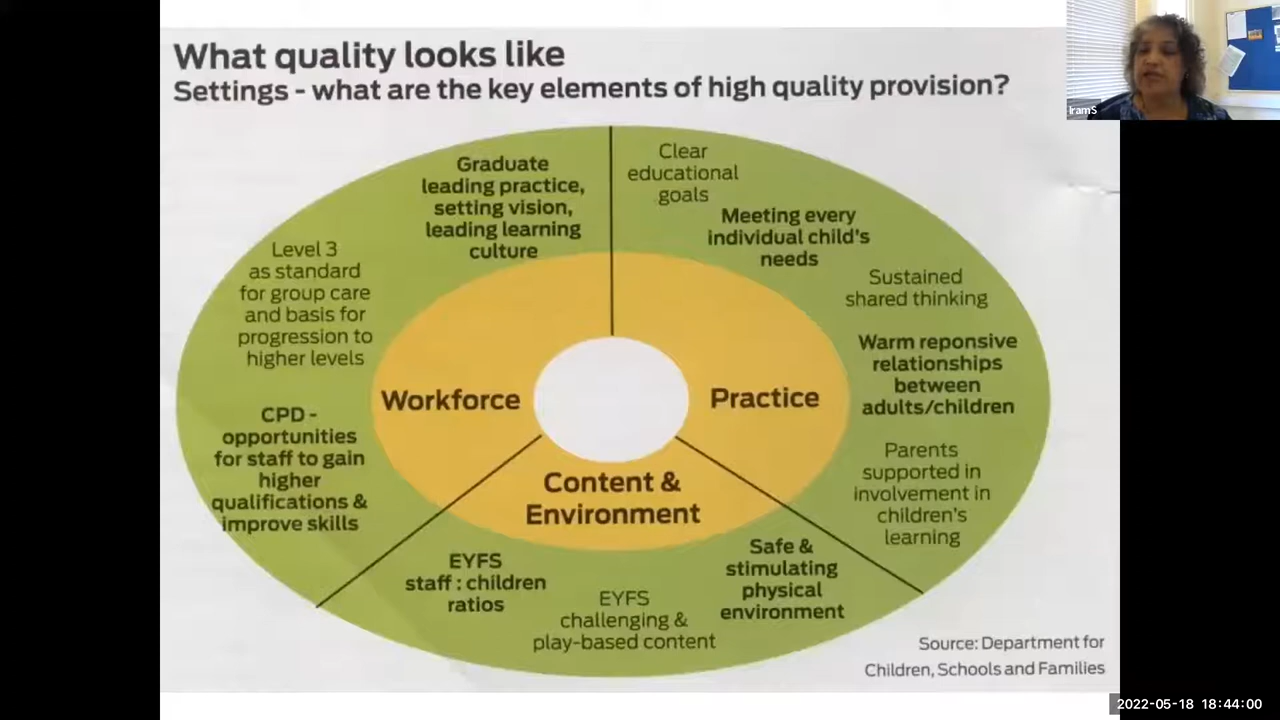 What quality looks like
Settings - what are the key elements of high quality provision?
IramS
Graduate
leading practice,
setting vision,
leading learning
culture
Level 3
as standard
for group care
and basis for
progression to
higher levels
CPD -
opportunities
for staff to gain
higher
qualifications &
improve skills
Workforce
Clear
educational
goals
Meeting every
individual child's
needs
Sustained
shared thinking
Warm reponsive
relationships
between
adults/children
Parents
supported in
involvement in
children's
learning
Practice
Content &
Environment
EYFS
staff : children
ratios
EYFS
challenging &
play-based content
Safe &
stimulating
physical
environment
Source: Department for
Children, Schools and Families
2022-05-18 18:44:00